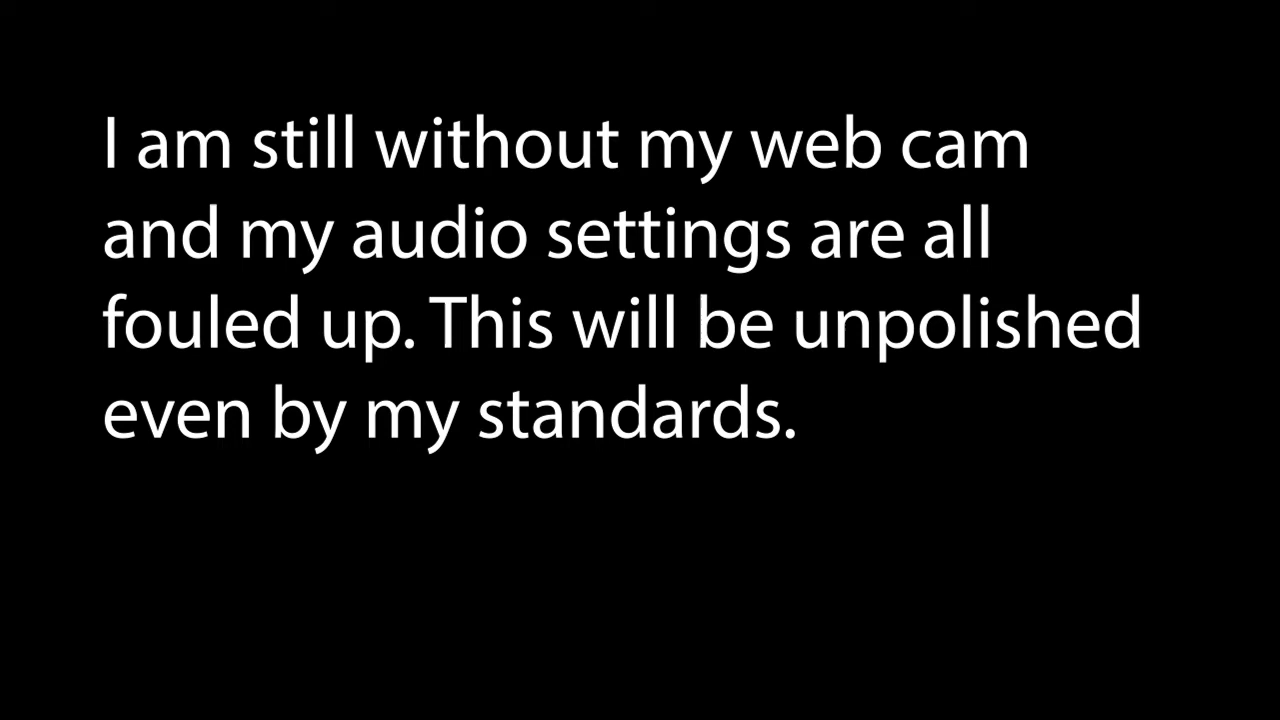 I am still without my web cam
and my audio settings are all
fouled up. This will be unpolished
even by my standards.